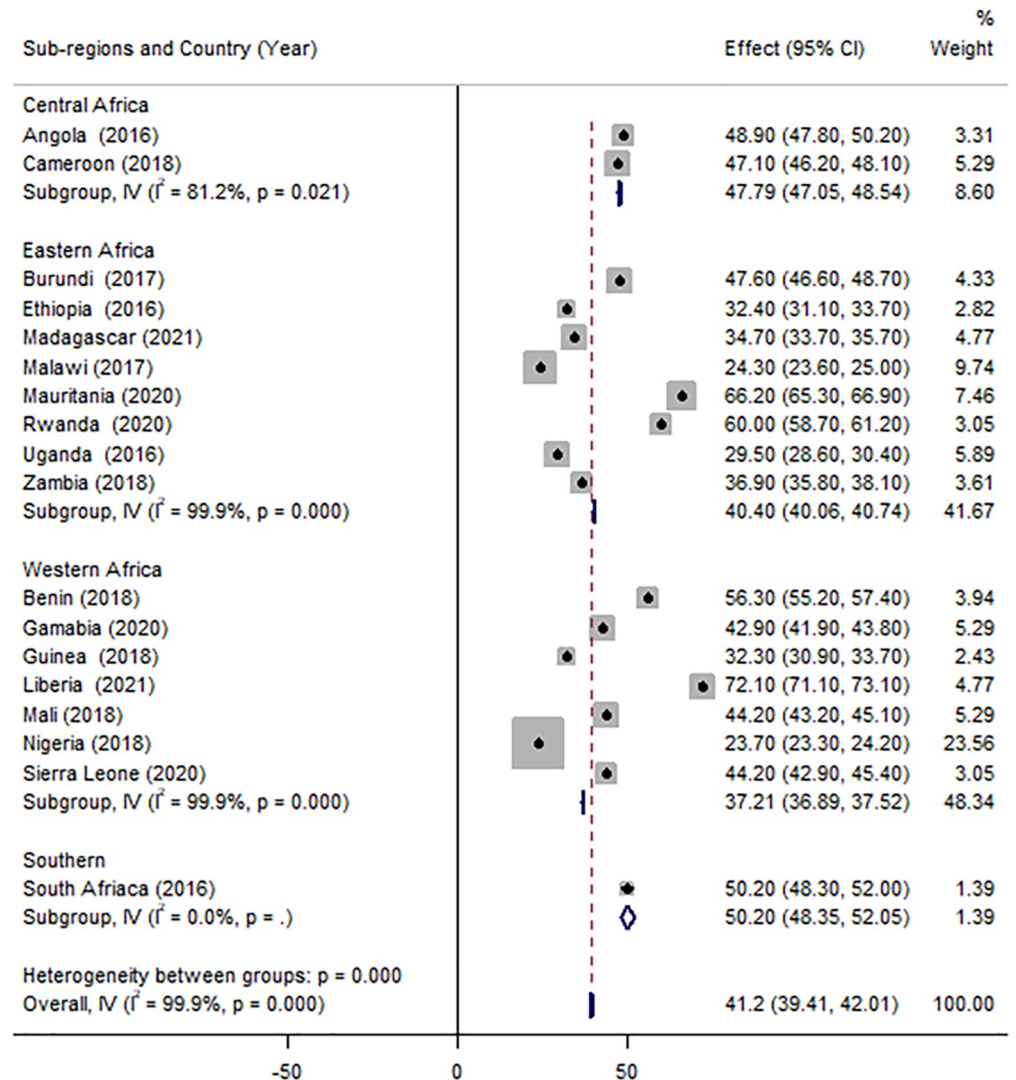 %
Sub-regions and Country (Year) Effect (95% CI) Weight
Central Africa
Angola (2016) 48.90 (47.80, 50.20) 3.31
Cameroon (2018) 47.10 (46.20, 48.10) 5.29
Subgroup, IV (I² = 81.2%, p = 0.021) 47.79 (47.05, 48.54) 8.60
Eastern Africa
Burundi (2017) 47.60 (46.60, 48.70) 4.33
Ethiopia (2016) 32.40 (31.10, 33.70) 2.82
Madagascar (2021) 34.70 (33.70, 35.70) 4.77
Malawi (2017) 24.30 (23.60, 25.00) 9.74
Mauritania (2020) 66.20 (65.30, 66.90) 7.46
Rwanda (2020) 60.00 (58.70, 61.20) 3.05
Uganda (2016) 29.50 (28.60, 30.40) 5.89
Zambia (2018) 36.90 (35.80, 38.10) 3.61
Subgroup, IV (I² = 99.9%, p = 0.000) 40.40 (40.06, 40.74) 41.67
Western Africa
Benin (2018) 56.30 (55.20, 57.40) 3.94
Gamabia (2020) 42.90 (41.90, 43.80) 5.29
Guinea (2018) 32.30 (30.90, 33.70) 2.43
Liberia (2021) 72.10 (71.10, 73.10) 4.77
Mali (2018) 44.20 (43.20, 45.10) 5.29
Nigeria (2018) 23.70 (23.30, 24.20) 23.56
Sierra Leone (2020) 44.20 (42.90, 45.40) 3.05
Subgroup, IV (I² = 99.9%, p = 0.000) 37.21 (36.89, 37.52) 48.34
Southern
South Afriaca (2016) 50.20 (48.30, 52.00) 1.39
Subgroup, IV (I² = 0.0%, p = .) 50.20 (48.35, 52.05) 1.39
Heterogeneity between groups: p = 0.000
Overall, IV (I² = 99.9%, p = 0.000) 41.2 (39.41, 42.01) 100.00
-50 0 50